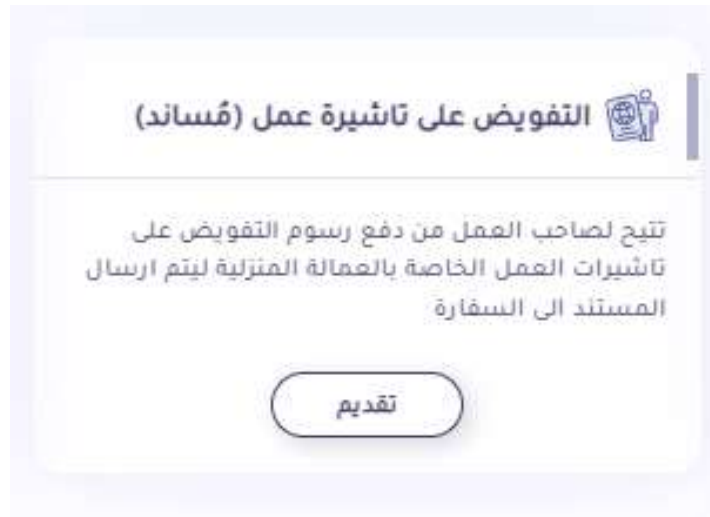 التفويض على تاشيرة عمل (مُساند)
تتيح لصاحب العمل من دفع رسوم التفويض على
تاشيرات العمل الخاصة بالعمالة المنزلية ليتم ارسال
المستند الى السفارة
تقديم